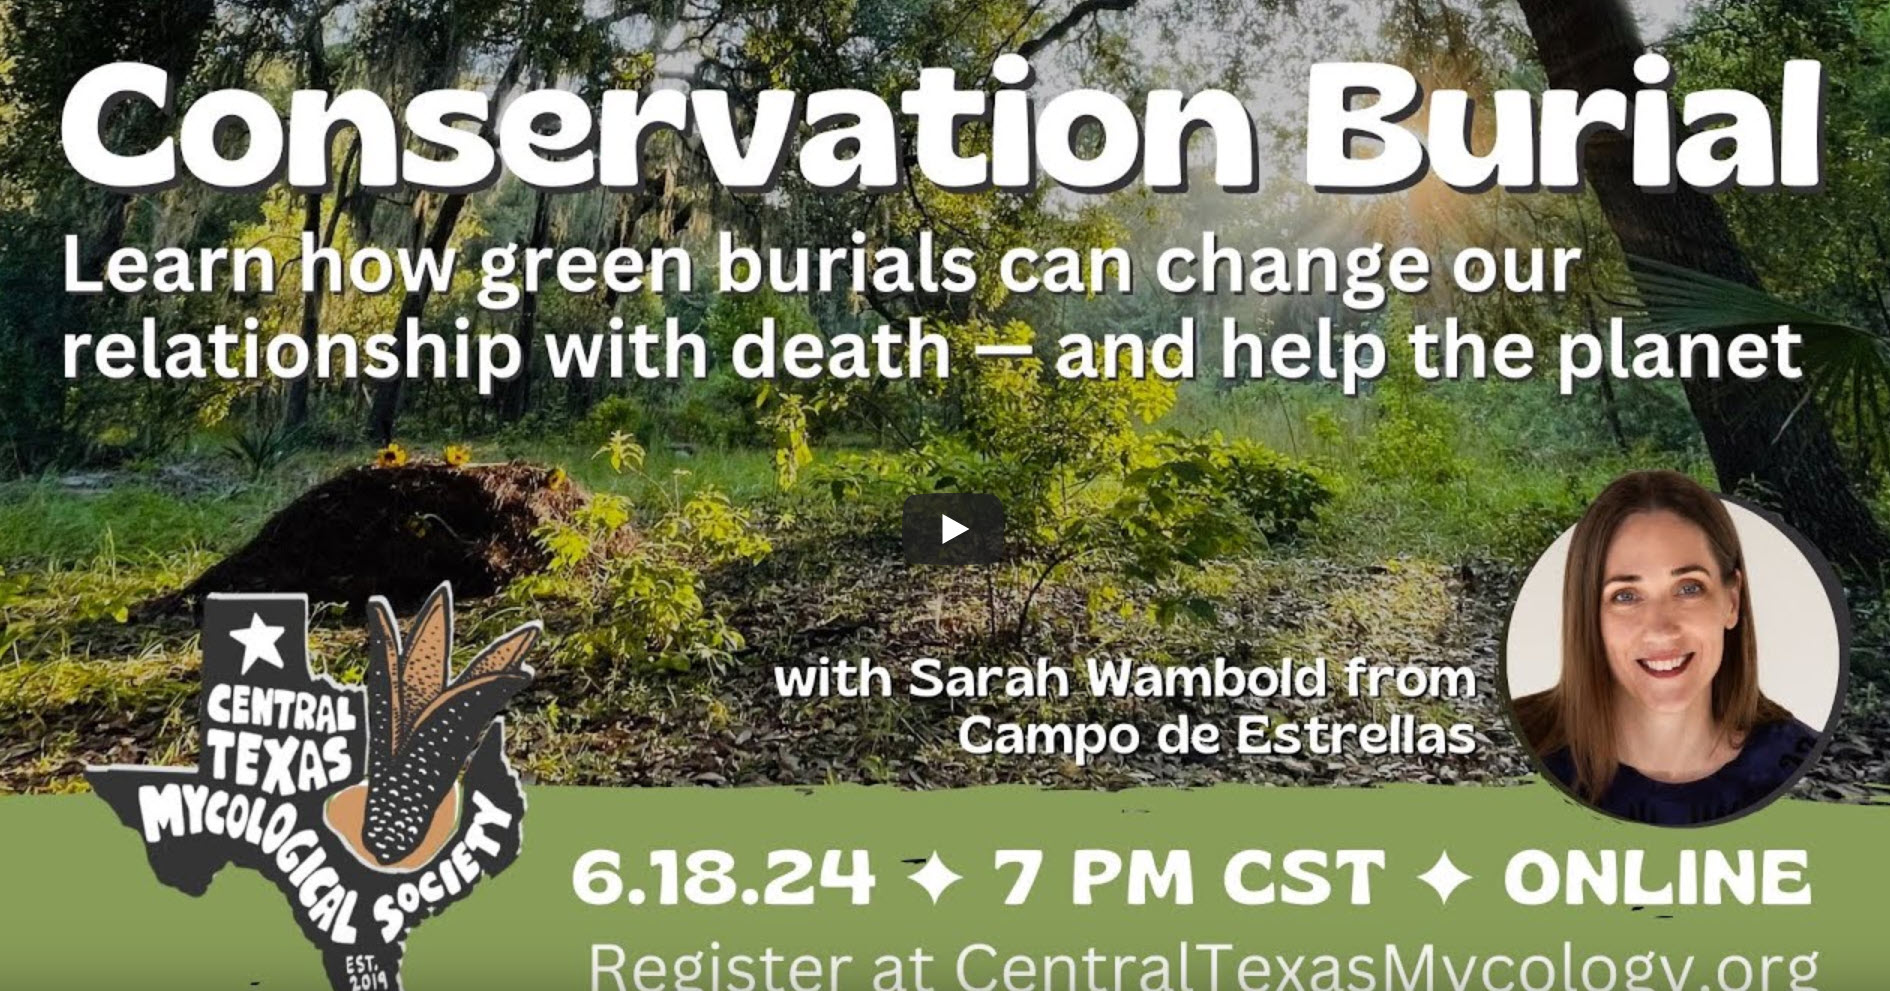 Conservation Burial
Learn how green burials can change our
relationship with death — and help the planet
with Sarah Wambold from
Campo de Estrellas
CENTRAL
TEXAS
MYCOLOGICAL
SOCIETY
EST.
2019
6.18.24 ✦ 7 PM CST ✦ ONLINE
Register at CentralTexasMycology.org